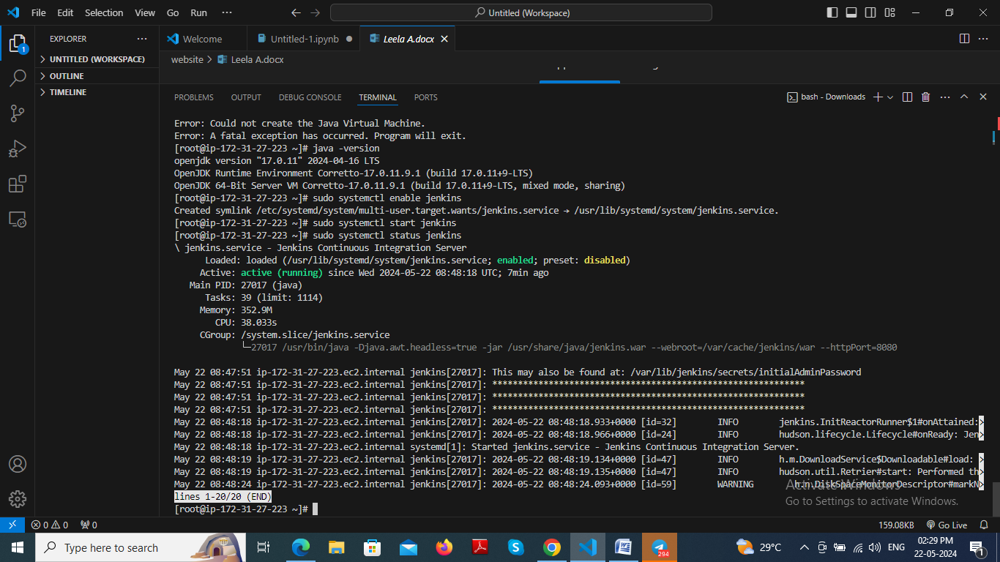 File Edit Selection View Go Run ··· Untitled (Workspace)
EXPLORER ···
Welcome Untitled-1.ipynb Leela A.docx
UNTITLED (WORKSPACE)
website > Leela A.docx
OUTLINE
TIMELINE
PROBLEMS OUTPUT DEBUG CONSOLE TERMINAL PORTS bash - Downloads
Error: Could not create the Java Virtual Machine.
Error: A fatal exception has occurred. Program will exit.
[root@ip-172-31-27-223 ~]# java -version
openjdk version "17.0.11" 2024-04-16 LTS
OpenJDK Runtime Environment Corretto-17.0.11.9.1 (build 17.0.11+9-LTS)
OpenJDK 64-Bit Server VM Corretto-17.0.11.9.1 (build 17.0.11+9-LTS, mixed mode, sharing)
[root@ip-172-31-27-223 ~]# sudo systemctl enable jenkins
Created symlink /etc/systemd/system/multi-user.target.wants/jenkins.service → /usr/lib/systemd/system/jenkins.service.
[root@ip-172-31-27-223 ~]# sudo systemctl start jenkins
[root@ip-172-31-27-223 ~]# sudo systemctl status jenkins
\ jenkins.service - Jenkins Continuous Integration Server
Loaded: loaded (/usr/lib/systemd/system/jenkins.service; enabled; preset: disabled)
Active: active (running) since Wed 2024-05-22 08:48:18 UTC; 7min ago
Main PID: 27017 (java)
Tasks: 39 (limit: 1114)
Memory: 352.9M
CPU: 38.033s
CGroup: /system.slice/jenkins.service
└─27017 /usr/bin/java -Djava.awt.headless=true -jar /usr/share/java/jenkins.war --webroot=/var/cache/jenkins/war --httpPort=8080
May 22 08:47:51 ip-172-31-27-223.ec2.internal jenkins[27017]: This may also be found at: /var/lib/jenkins/secrets/initialAdminPassword
May 22 08:47:51 ip-172-31-27-223.ec2.internal jenkins[27017]: *************************************************************
May 22 08:47:51 ip-172-31-27-223.ec2.internal jenkins[27017]: *************************************************************
May 22 08:47:51 ip-172-31-27-223.ec2.internal jenkins[27017]: *************************************************************
May 22 08:48:18 ip-172-31-27-223.ec2.internal jenkins[27017]: 2024-05-22 08:48:18.933+0000 [id=32] INFO jenkins.InitReactorRunner$1#onAttained:>
May 22 08:48:18 ip-172-31-27-223.ec2.internal jenkins[27017]: 2024-05-22 08:48:18.966+0000 [id=24] INFO hudson.lifecycle.Lifecycle#onReady: Jen>
May 22 08:48:18 ip-172-31-27-223.ec2.internal systemd[1]: Started jenkins.service - Jenkins Continuous Integration Server.
May 22 08:48:19 ip-172-31-27-223.ec2.internal jenkins[27017]: 2024-05-22 08:48:19.134+0000 [id=47] INFO h.m.DownloadService$Downloadable#load: >
May 22 08:48:19 ip-172-31-27-223.ec2.internal jenkins[27017]: 2024-05-22 08:48:19.135+0000 [id=47] INFO hudson.util.Retrier#start: Performed th>
May 22 08:48:24 ip-172-31-27-223.ec2.internal jenkins[27017]: 2024-05-22 08:48:24.093+0000 [id=59] WARNING h.n.DiskSpaceMonitorDescriptor#markN>
Activate Windows
lines 1-20/20 (END)
Go to Settings to activate Windows.
[root@ip-172-31-27-223 ~]#
0 0 0 159.08KB Go Live
Type here to search 294 29°C ENG 02:29 PM
22-05-2024
1